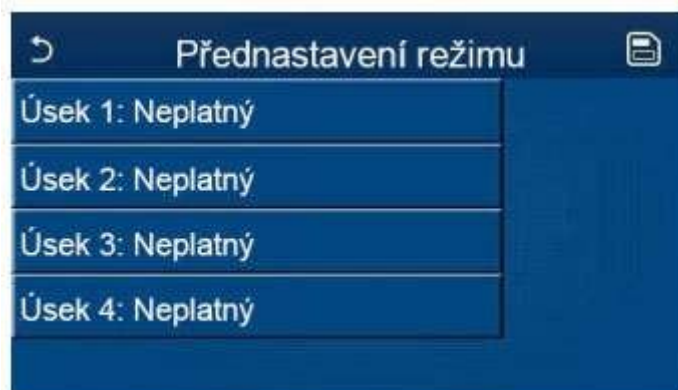 Přednastavení režimu
Úsek 1: Neplatný
Úsek 2: Neplatný
Úsek 3: Neplatný
Úsek 4: Neplatný